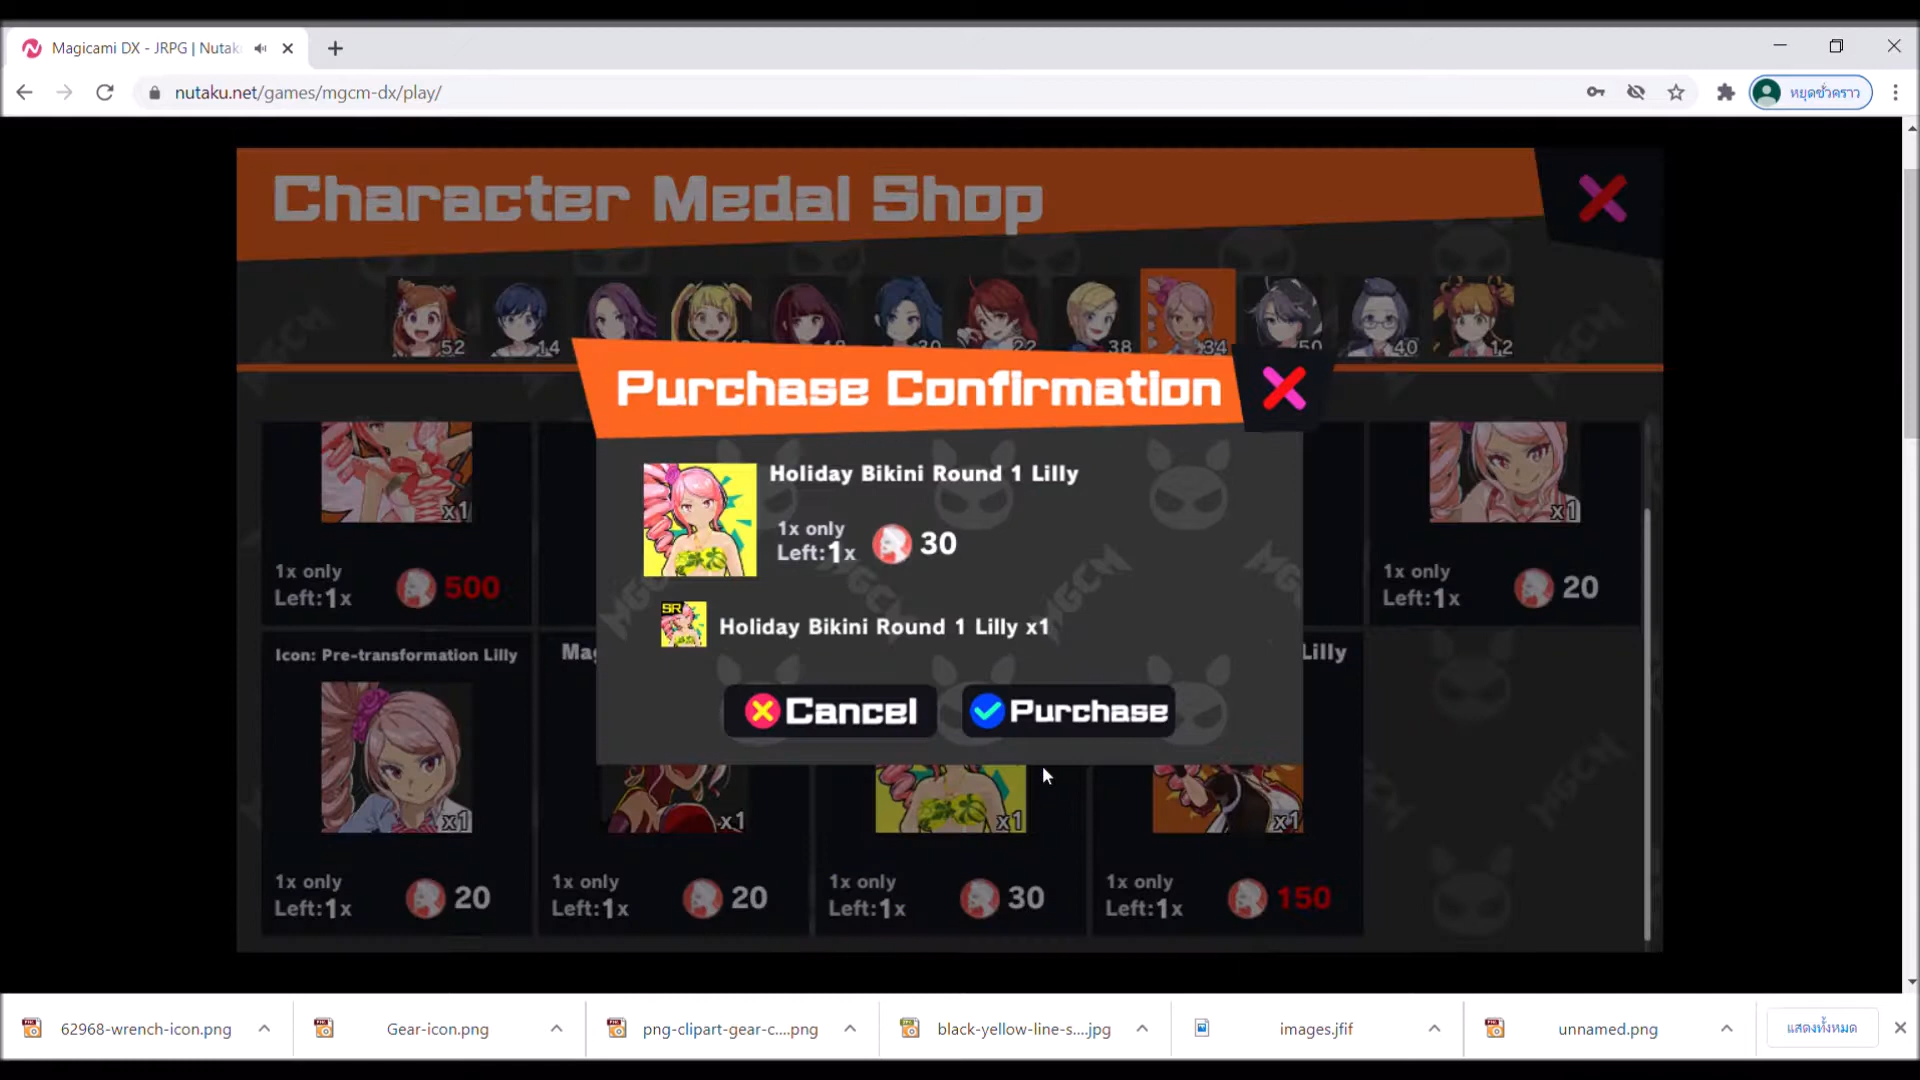 Magicami DX - JRPG | Nutak
nutaku.net/games/mgcm-dx/play/
หยุดชั่วคราว
Character Medal Shop
52
14
22
38
34
50
40
12
Purchase Confirmation
Holiday Bikini Round 1 Lilly
1x only
Left:1x
30
SR
Holiday Bikini Round 1 Lilly x1
Cancel
Purchase
x1
1x only
Left:1x
500
x1
1x only
Left:1x
20
Icon: Pre-transformation Lilly
Lilly
x1
x1
x1
x1
1x only
Left:1x
20
1x only
Left:1x
20
1x only
Left:1x
30
1x only
Left:1x
150
MGCM
MGCM
MGCM
MGCM
62968-wrench-icon.png
Gear-icon.png
png-clipart-gear-c....png
black-yellow-line-s....jpg
images.jfif
unnamed.png
แสดงทั้งหมด